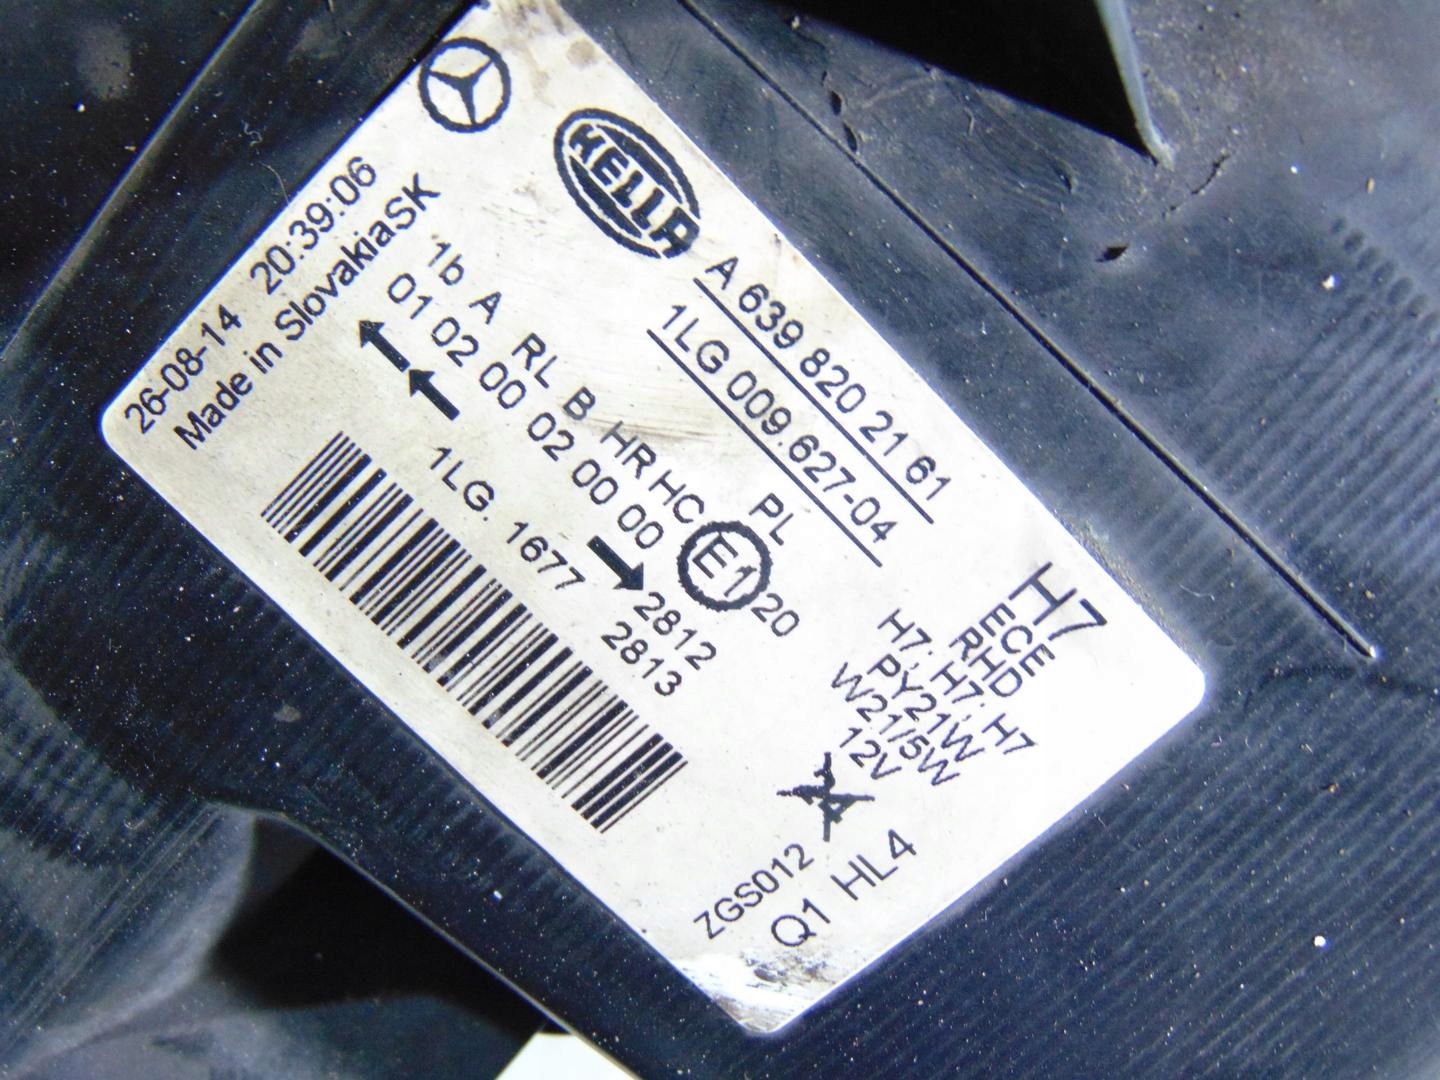 HELLA
A 639 820 21 61
1LG 009.627-04
26-08-14 20:39:06
Made in SlovakiaSK
1b A RL B HR HC PL
01 02 00 02 00 00 E1 20
2812
1LG. 1677 2813
H7
ECE
RHD
H7. H7. H7
PY21W
W21/5W
12V
ZGS012
Q1 HL4